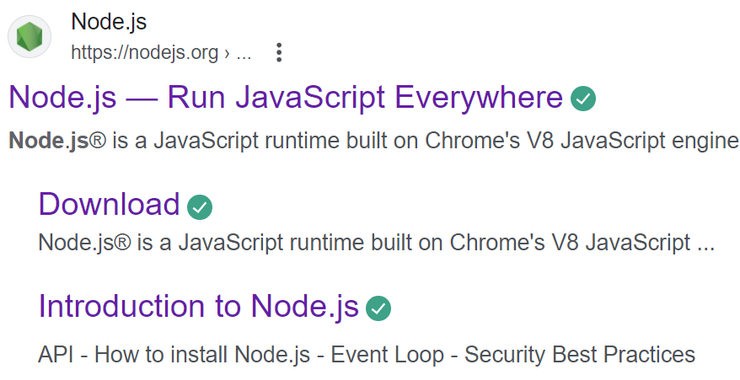 Node.js
https://nodejs.org › ...
Node.js — Run JavaScript Everywhere
Node.js® is a JavaScript runtime built on Chrome's V8 JavaScript engine
Download
Node.js® is a JavaScript runtime built on Chrome's V8 JavaScript ...
Introduction to Node.js
API - How to install Node.js - Event Loop - Security Best Practices